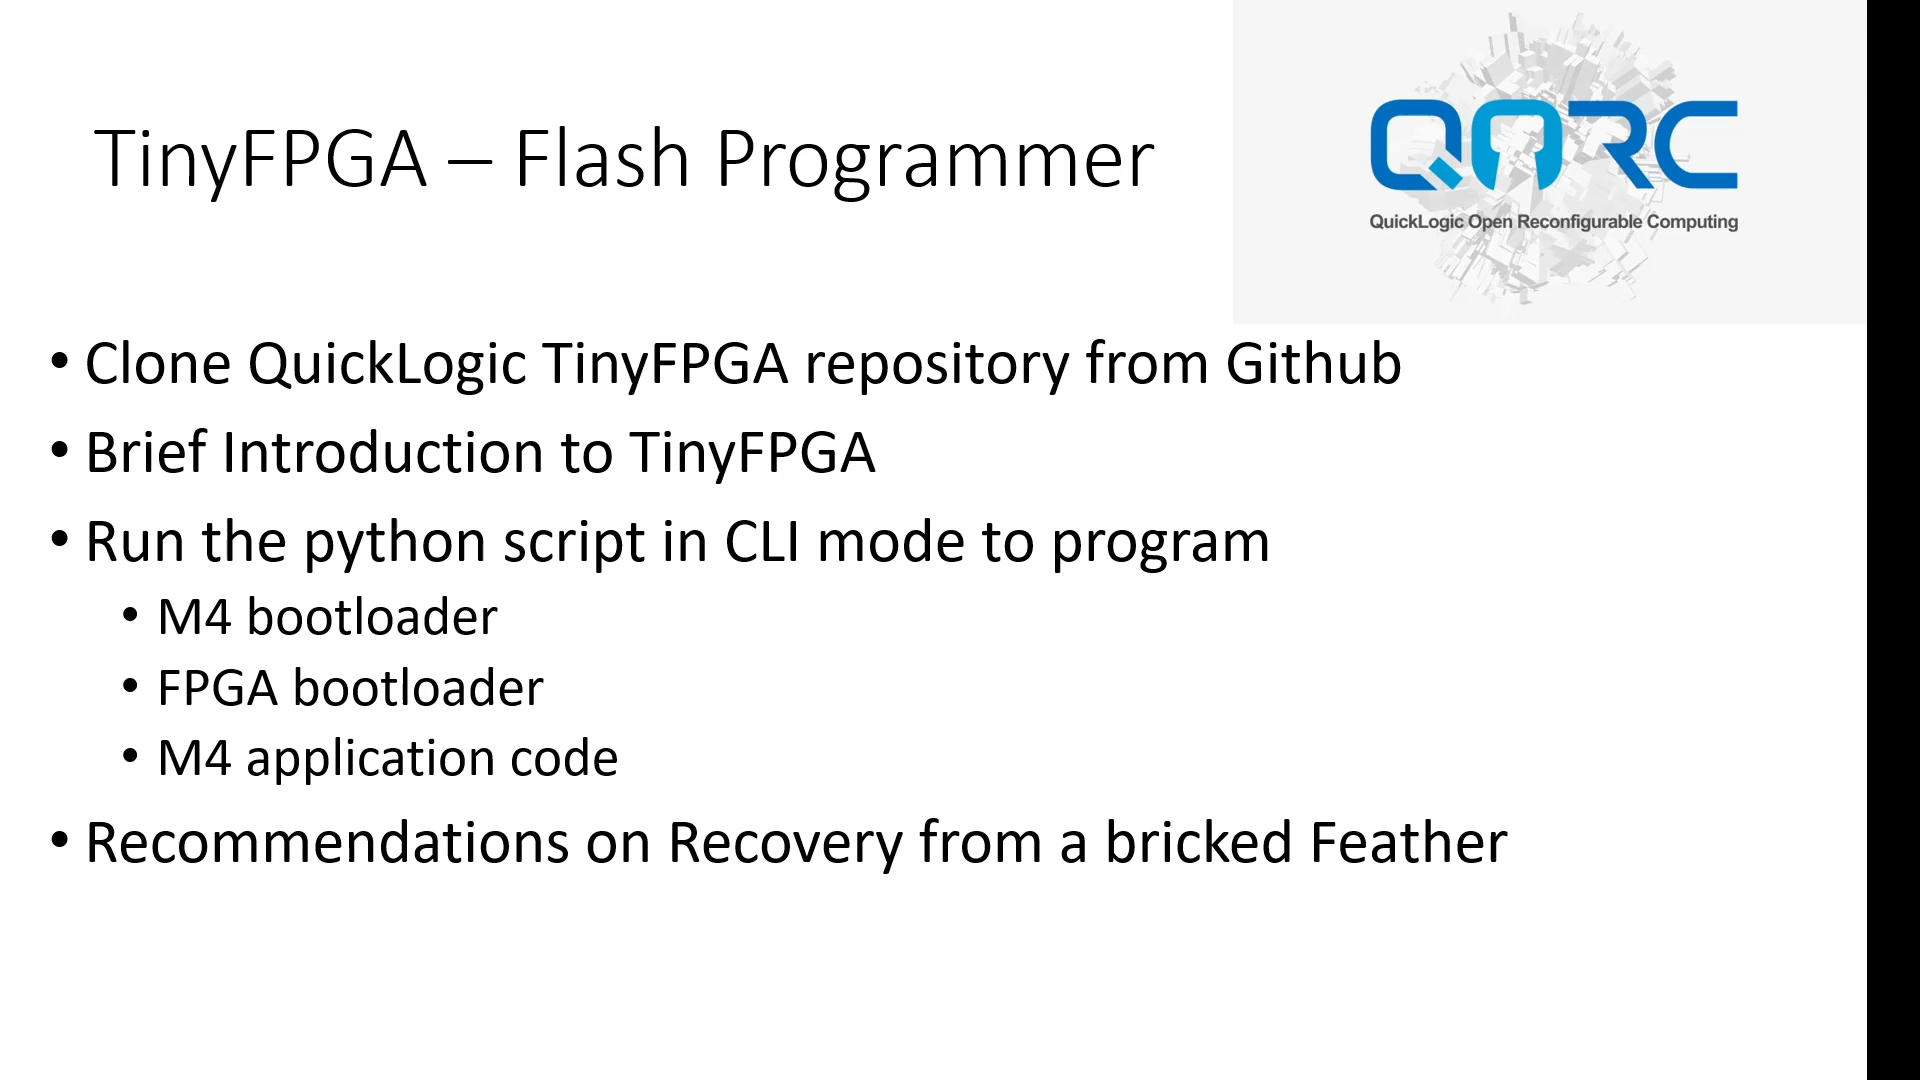 TinyFPGA – Flash Programmer
QORC
QuickLogic Open Reconfigurable Computing
• Clone QuickLogic TinyFPGA repository from Github
• Brief Introduction to TinyFPGA
• Run the python script in CLI mode to program
• M4 bootloader
• FPGA bootloader
• M4 application code
• Recommendations on Recovery from a bricked Feather